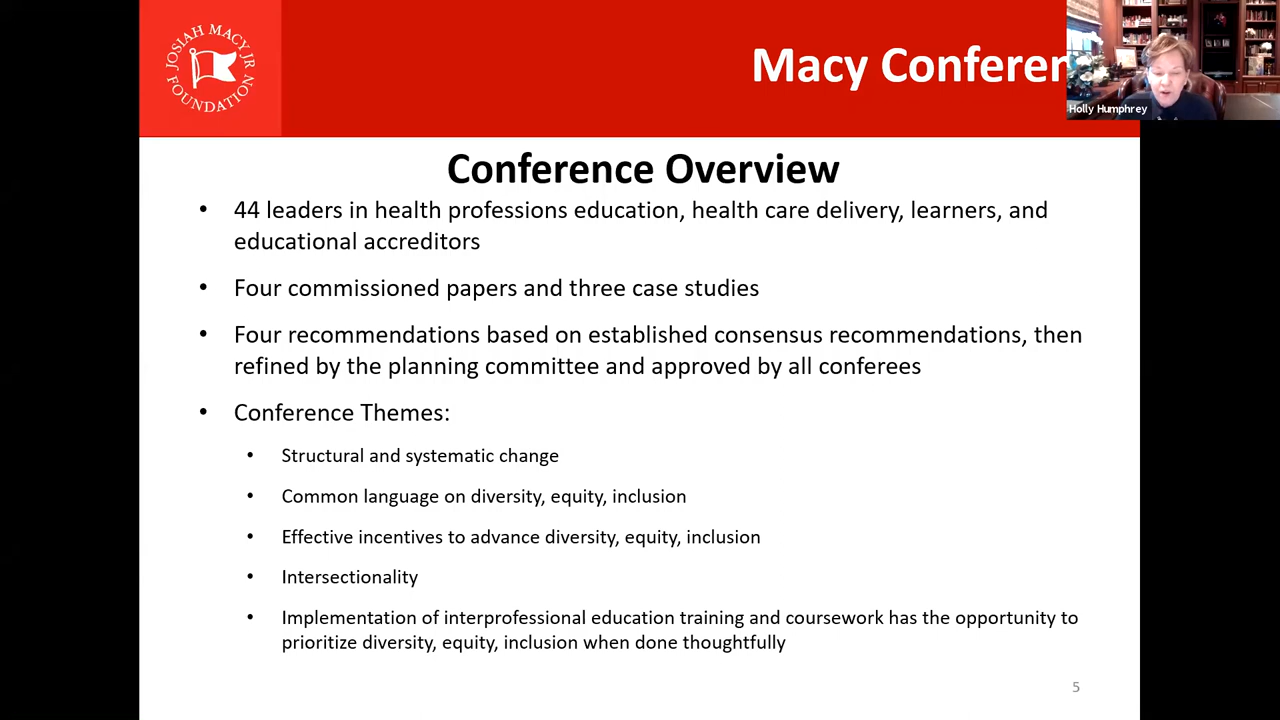 JOSIAH MACY JR
FOUNDATION
Macy Conferen
Holly Humphrey
Conference Overview
• 44 leaders in health professions education, health care delivery, learners, and
educational accreditors
• Four commissioned papers and three case studies
• Four recommendations based on established consensus recommendations, then
refined by the planning committee and approved by all conferees
• Conference Themes:
• Structural and systematic change
• Common language on diversity, equity, inclusion
• Effective incentives to advance diversity, equity, inclusion
• Intersectionality
• Implementation of interprofessional education training and coursework has the opportunity to
prioritize diversity, equity, inclusion when done thoughtfully
5